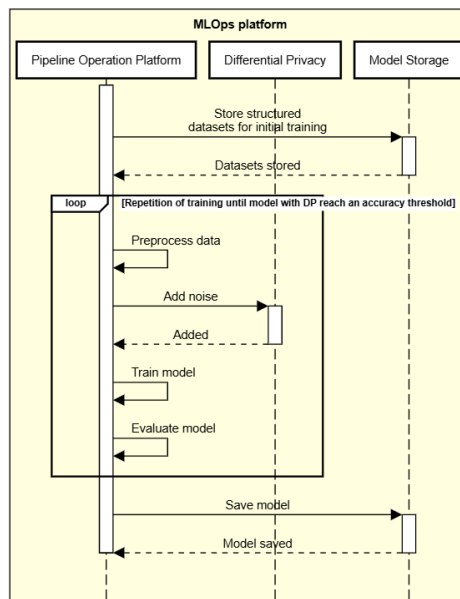 MLOps platform
Pipeline Operation Platform
Differential Privacy
Model Storage
Store structured
datasets for initial training
Datasets stored
loop
[Repetition of training until model with DP reach an accuracy threshold]
Preprocess data
Add noise
Added
Train model
Evaluate model
Save model
Model saved